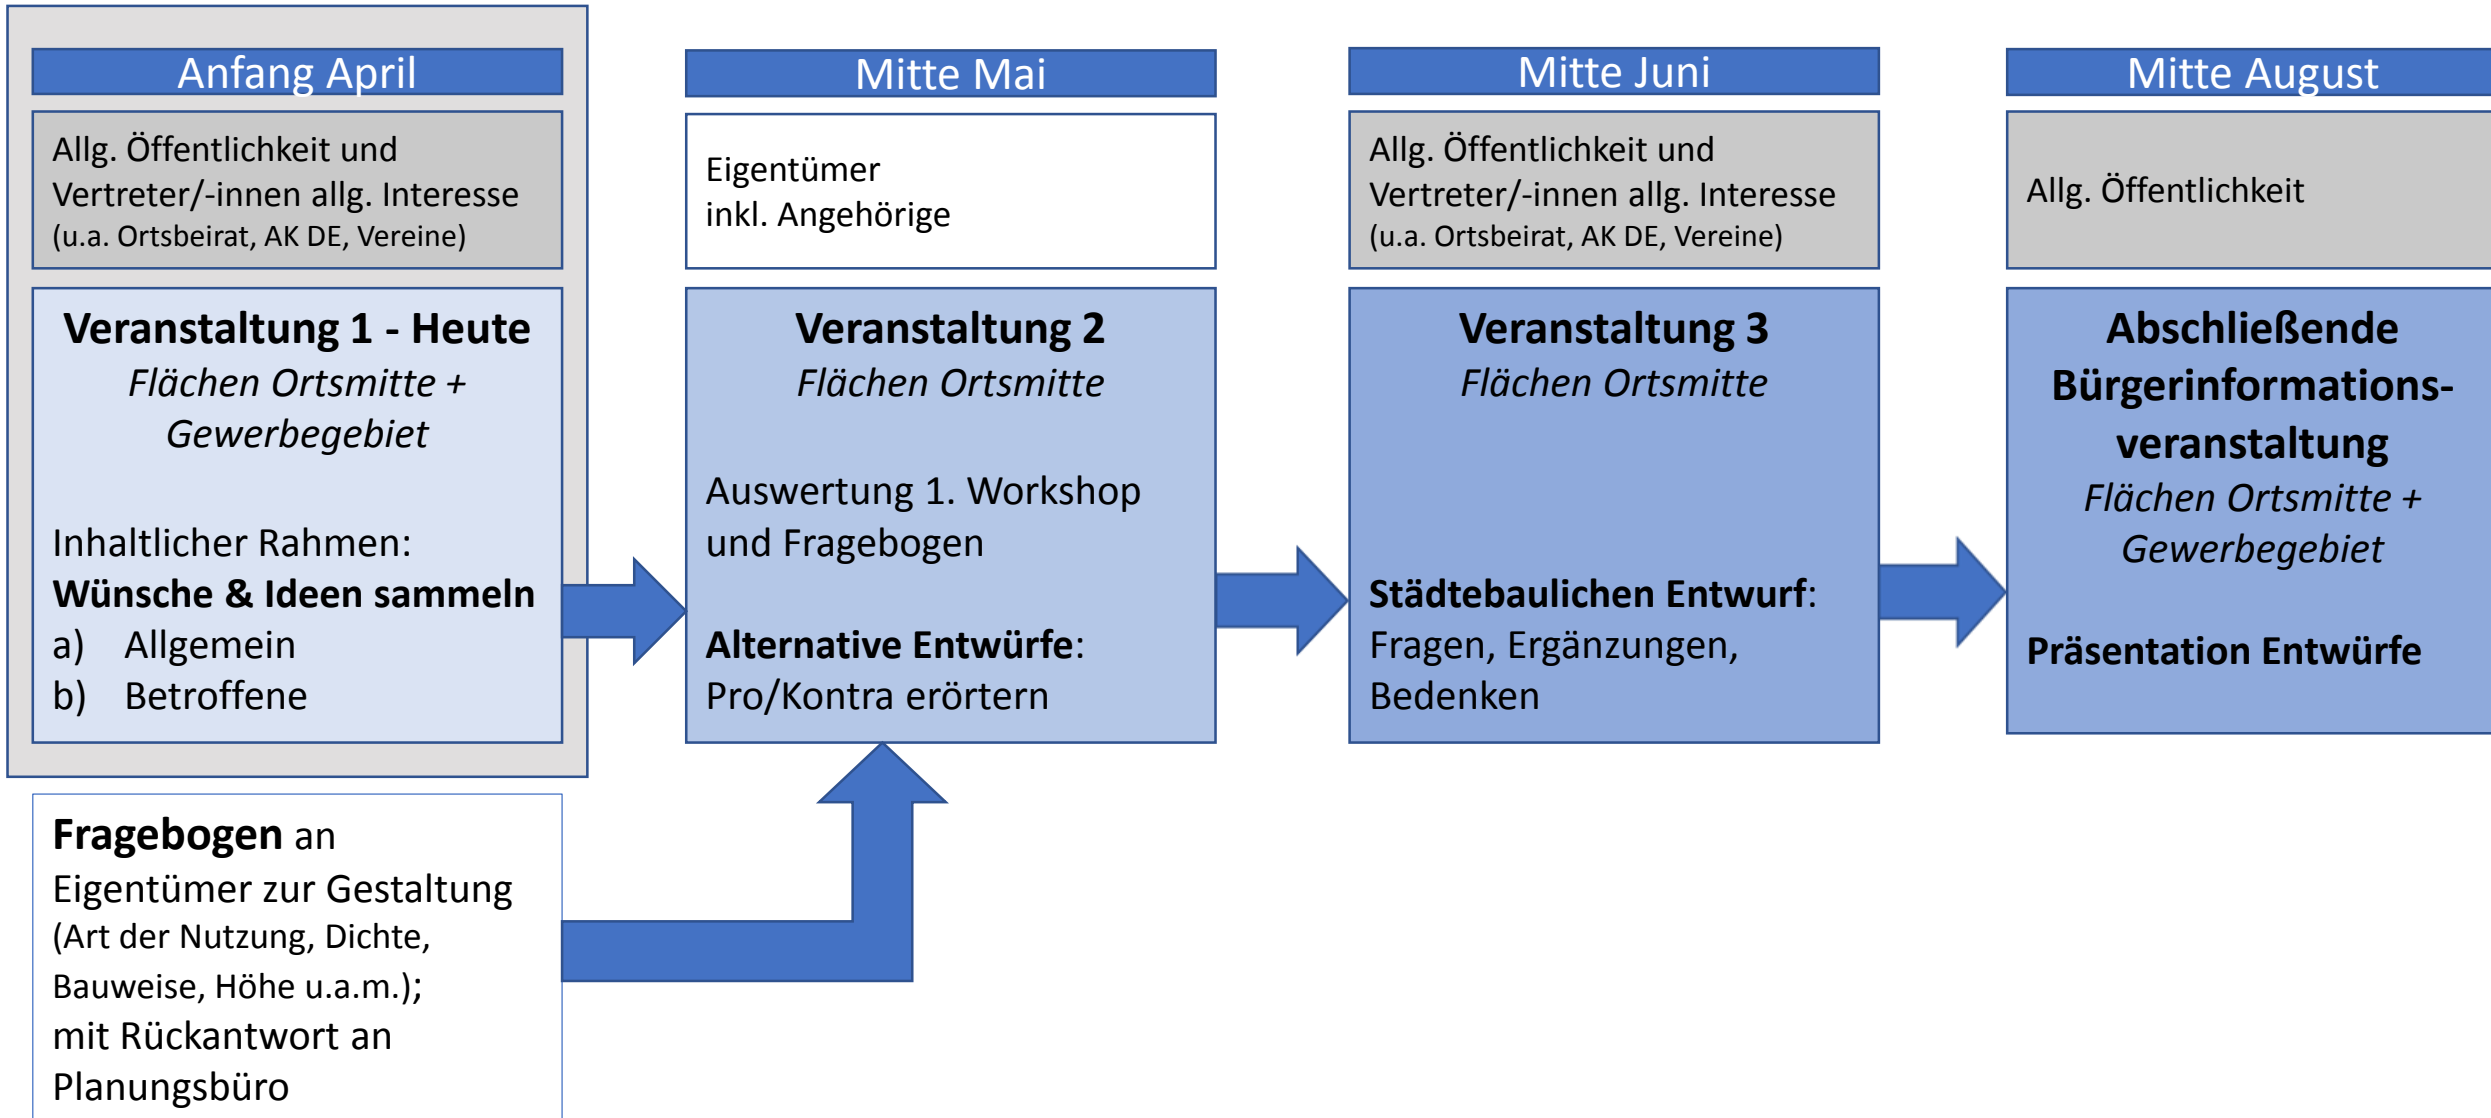 Anfang April
Allg. Öffentlichkeit und
Vertreter/-innen allg. Interesse
(u.a. Ortsbeirat, AK DE, Vereine)
Veranstaltung 1 - Heute
Flächen Ortsmitte +
Gewerbegebiet
Inhaltlicher Rahmen:
Wünsche & Ideen sammeln
a) Allgemein
b) Betroffene
Fragebogen an
Eigentümer zur Gestaltung
(Art der Nutzung, Dichte,
Bauweise, Höhe u.a.m.);
mit Rückantwort an
Planungsbüro
Mitte Mai
Eigentümer
inkl. Angehörige
Veranstaltung 2
Flächen Ortsmitte
Auswertung 1. Workshop
und Fragebogen
Alternative Entwürfe:
Pro/Kontra erörtern
Mitte Juni
Allg. Öffentlichkeit und
Vertreter/-innen allg. Interesse
(u.a. Ortsbeirat, AK DE, Vereine)
Veranstaltung 3
Flächen Ortsmitte
Städtebaulichen Entwurf:
Fragen, Ergänzungen,
Bedenken
Mitte August
Allg. Öffentlichkeit
Abschließende
Bürgerinformations-
veranstaltung
Flächen Ortsmitte +
Gewerbegebiet
Präsentation Entwürfe